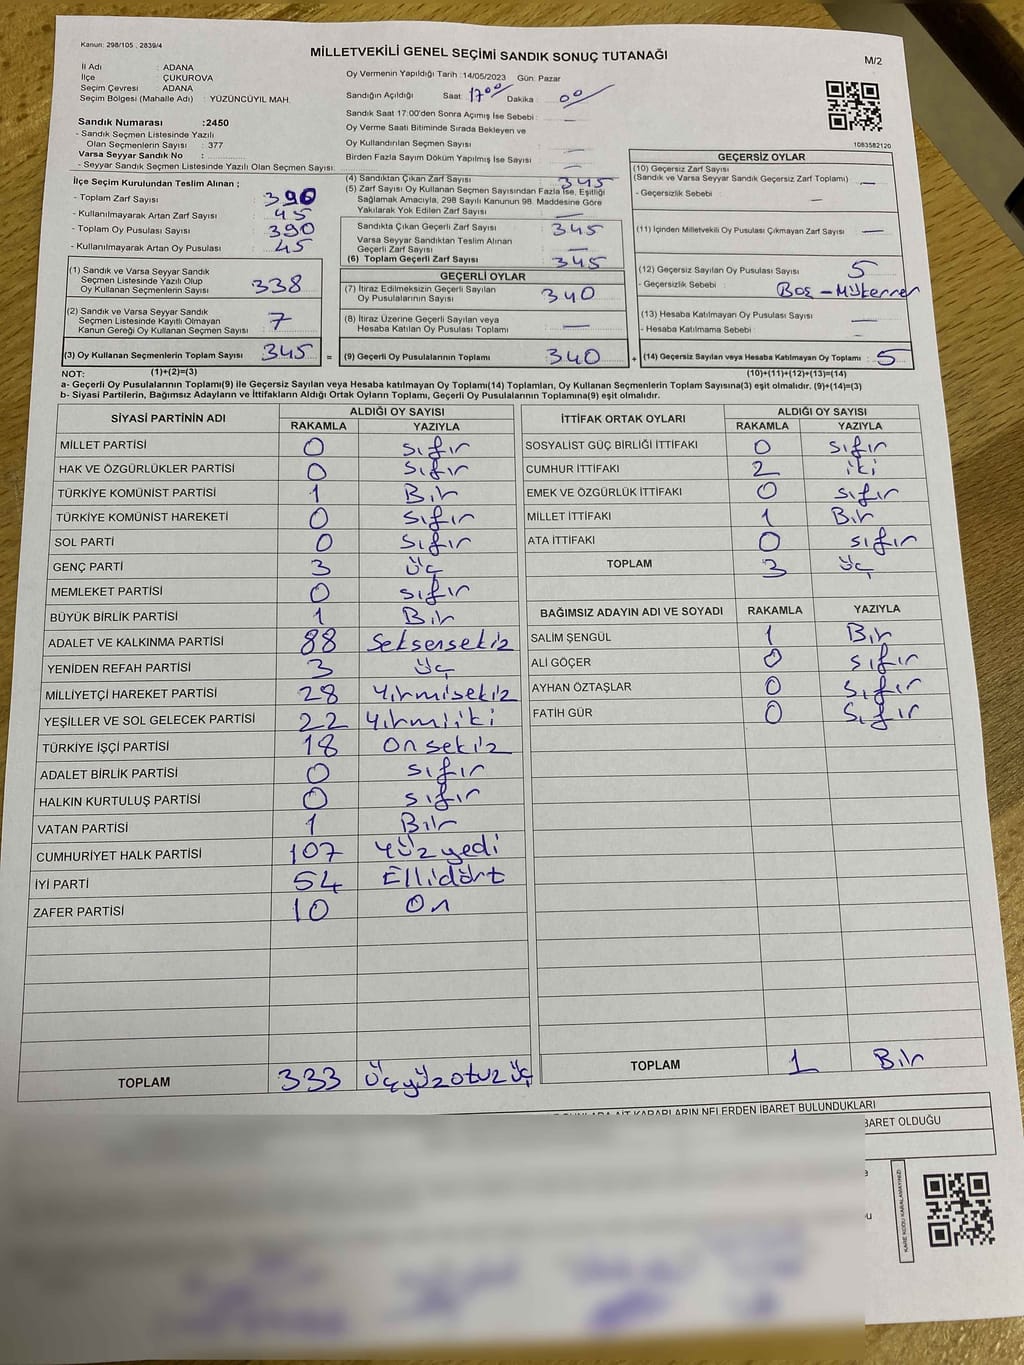 Kanun: 298/105 , 2839/4
MİLLETVEKİLİ GENEL SEÇİMİ SANDIK SONUÇ TUTANAĞI
M/2
İl Adı : ADANA
İlçe : ÇUKUROVA
Seçim Çevresi : ADANA
Seçim Bölgesi (Mahalle Adı) : YÜZÜNCÜYIL MAH.
Sandık Numarası :2450
- Sandık Seçmen Listesinde Yazılı
Olan Seçmenlerin Sayısı : 377
Varsa Seyyar Sandık No :
- Seyyar Sandık Seçmen Listesinde Yazılı Olan Seçmen Sayısı:
Oy Vermenin Yapıldığı Tarih :14/05/2023 Gün: Pazar
Sandığın Açıldığı Saat 17:00 Dakika : 00
Sandık Saat 17:00'den Sonra Açımış İse Sebebi : —
Oy Verme Saati Bitiminde Sırada Bekleyen ve
Oy Kullandırılan Seçmen Sayısı : —
Birden Fazla Sayım Döküm Yapılmış İse Sayısı : —
1083582120
İlçe Seçim Kurulundan Teslim Alınan ;
- Toplam Zarf Sayısı : 390
- Kullanılmayarak Artan Zarf Sayısı : 45
- Toplam Oy Pusulası Sayısı : 390
- Kullanılmayarak Artan Oy Pusulası : 45
(1) Sandık ve Varsa Seyyar Sandık
Seçmen Listesinde Yazılı Olup
Oy Kullanan Seçmenlerin Sayısı : 338
(2) Sandık ve Varsa Seyyar Sandık
Seçmen Listesinde Kayıtlı Olmayan
Kanun Gereği Oy Kullanan Seçmen Sayısı : 7
(3) Oy Kullanan Seçmenlerin Toplam Sayısı 345 =
(4) Sandıktan Çıkan Zarf Sayısı : 345
(5) Zarf Sayısı Oy Kullanan Seçmen Sayısından Fazla İse, Eşitliği
Sağlamak Amacıyla, 298 Sayılı Kanunun 98. Maddesine Göre
Yakılarak Yok Edilen Zarf Sayısı : —
Sandıkta Çıkan Geçerli Zarf Sayısı : 345
Varsa Seyyar Sandıktan Teslim Alınan
Geçerli Zarf Sayısı : —
(6) Toplam Geçerli Zarf Sayısı : 345
GEÇERLİ OYLAR
(7) İtiraz Edilmeksizin Geçerli Sayılan
Oy Pusulalarının Sayısı : 340
(8) İtiraz Üzerine Geçerli Sayılan veya
Hesaba Katılan Oy Pusulası Toplamı : —
(9) Geçerli Oy Pusulalarının Toplamı : 340 +
GEÇERSİZ OYLAR
(10) Geçersiz Zarf Sayısı
(Sandık ve Varsa Seyyar Sandık Geçersiz Zarf Toplamı) : —
- Geçersizlik Sebebi : —
(11) İçinden Milletvekili Oy Pusulası Çıkmayan Zarf Sayısı : —
(12) Geçersiz Sayılan Oy Pusulası Sayısı : 5
- Geçersizlik Sebebi : Boş - Mükerrer
(13) Hesaba Katılmayan Oy Pusulası Sayısı : —
- Hesaba Katılmama Sebebi : —
(14) Geçersiz Sayılan veya Hesaba Katılmayan Oy Toplamı : 5
NOT: (1)+(2)=(3) (10)+(11)+(12)+(13)=(14)
a- Geçerli Oy Pusulalarının Toplamı(9) ile Geçersiz Sayılan veya Hesaba katılmayan Oy Toplamı(14) Toplamları, Oy Kullanan Seçmenlerin Toplam Sayısına(3) eşit olmalıdır. (9)+(14)=(3)
b- Siyasi Partilerin, Bağımsız Adayların ve İttifakların Aldığı Ortak Oyların Toplamı, Geçerli Oy Pusulalarının Toplamına(9) eşit olmalıdır.
SİYASİ PARTİNİN ADI ALDIĞI OY SAYISI
RAKAMLA YAZIYLA
MİLLET PARTİSİ 0 sıfır
HAK VE ÖZGÜRLÜKLER PARTİSİ 0 sıfır
TÜRKİYE KOMÜNİST PARTİSİ 1 Bir
TÜRKİYE KOMÜNİST HAREKETİ 0 sıfır
SOL PARTİ 0 sıfır
GENÇ PARTİ 3 üç
MEMLEKET PARTİSİ 0 sıfır
BÜYÜK BİRLİK PARTİSİ 1 Bir
ADALET VE KALKINMA PARTİSİ 88 seksensekiz
YENİDEN REFAH PARTİSİ 3 üç
MİLLİYETÇİ HAREKET PARTİSİ 28 Yirmisekiz
YEŞİLLER VE SOL GELECEK PARTİSİ 22 Yirmiiki
TÜRKİYE İŞÇİ PARTİSİ 18 Onsekiz
ADALET BİRLİK PARTİSİ 0 sıfır
HALKIN KURTULUŞ PARTİSİ 0 sıfır
VATAN PARTİSİ 1 Bir
CUMHURİYET HALK PARTİSİ 107 Yüzyedi
İYİ PARTİ 54 Ellidört
ZAFER PARTİSİ 10 On
TOPLAM 333 Üçyüzotuzüç
İTTİFAK ORTAK OYLARI ALDIĞI OY SAYISI
RAKAMLA YAZIYLA
SOSYALİST GÜÇ BİRLİĞİ İTTİFAKI 0 sıfır
CUMHUR İTTİFAKI 2 iki
EMEK VE ÖZGÜRLÜK İTTİFAKI 0 sıfır
MİLLET İTTİFAKI 1 Bir
ATA İTTİFAKI 0 sıfır
TOPLAM 3 üç
BAĞIMSIZ ADAYIN ADI VE SOYADI RAKAMLA YAZIYLA
SALİM ŞENGÜL 1 Bir
ALİ GÖÇER 0 sıfır
AYHAN ÖZTAŞLAR 0 sıfır
FATİH GÜR 0 sıfır
TOPLAM 1 Bir
AİT KARARLARIN NELERDEN İBARET BULUNDUKLARI
BARET OLDUĞU
KARE KODU KARALAMAYINIZ!